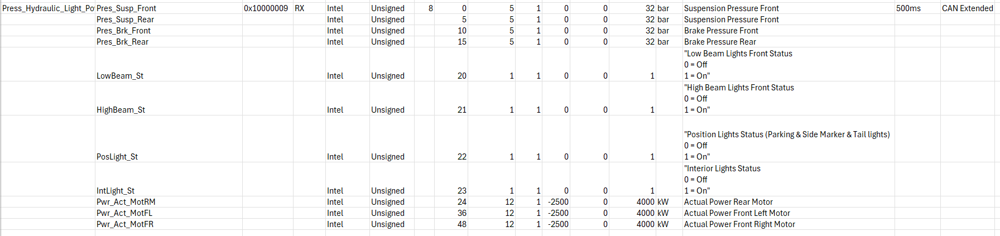 Press_Hydraulic_Light_Po Pres_Susp_Front 0x10000009 RX Intel Unsigned 8 0 5 1 0 0 32 bar Suspension Pressure Front 500ms CAN Extended
Pres_Susp_Rear Intel Unsigned 5 5 1 0 0 32 bar Suspension Pressure Front
Pres_Brk_Front Intel Unsigned 10 5 1 0 0 32 bar Brake Pressure Front
Pres_Brk_Rear Intel Unsigned 15 5 1 0 0 32 bar Brake Pressure Rear
"Low Beam Lights Front Status
0 = Off
LowBeam_St Intel Unsigned 20 1 1 0 0 1 1 = On"
"High Beam Lights Front Status
0 = Off
HighBeam_St Intel Unsigned 21 1 1 0 0 1 1 = On"
"Position Lights Status (Parking & Side Marker & Tail lights)
0 = Off
PosLight_St Intel Unsigned 22 1 1 0 0 1 1 = On"
"Interior Lights Status
0 = Off
IntLight_St Intel Unsigned 23 1 1 0 0 1 1 = On"
Pwr_Act_MotRM Intel Unsigned 24 12 1 -2500 0 4000 kW Actual Power Rear Motor
Pwr_Act_MotFL Intel Unsigned 36 12 1 -2500 0 4000 kW Actual Power Front Left Motor
Pwr_Act_MotFR Intel Unsigned 48 12 1 -2500 0 4000 kW Actual Power Front Right Motor